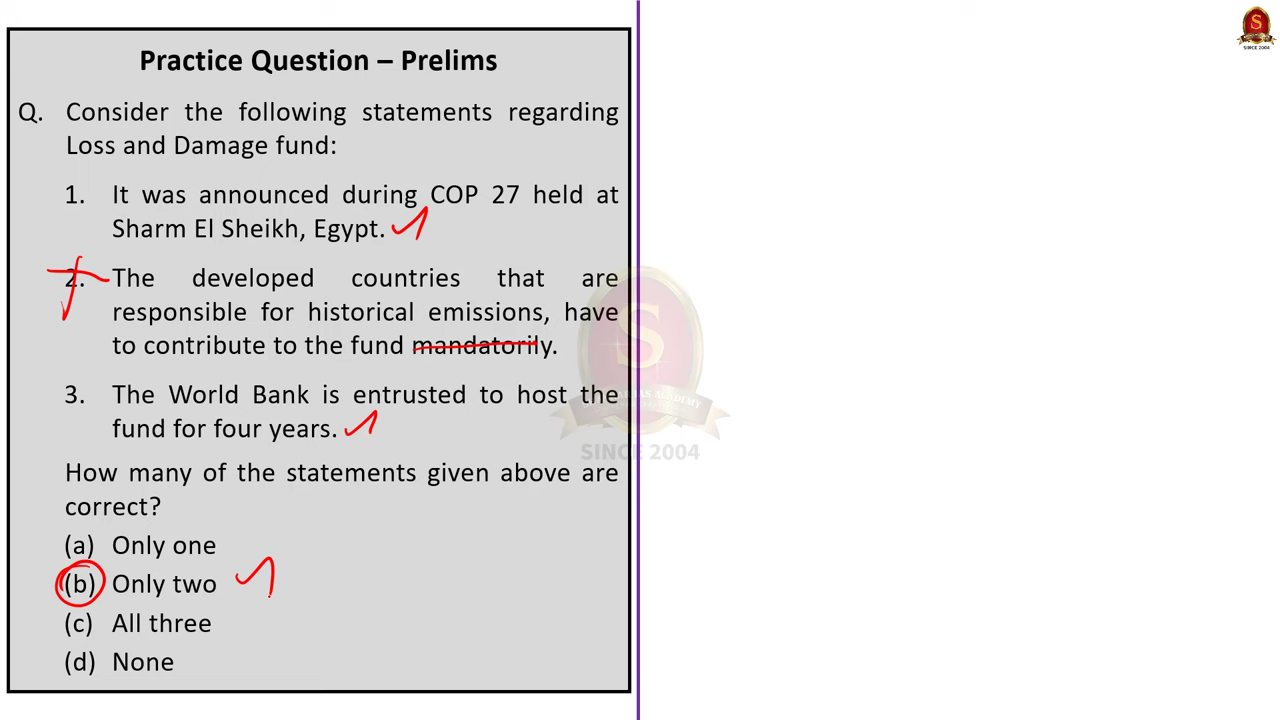 Practice Question – Prelims
Q. Consider the following statements regarding
Loss and Damage fund:
1. It was announced during COP 27 held at
Sharm El Sheikh, Egypt.
2. The developed countries that are
responsible for historical emissions, have
to contribute to the fund mandatorily.
3. The World Bank is entrusted to host the
fund for four years.
How many of the statements given above are
correct?
(a) Only one
(b) Only two
(c) All three
(d) None
S
SINCE 2004
S
ACADEMY
SINCE 2004